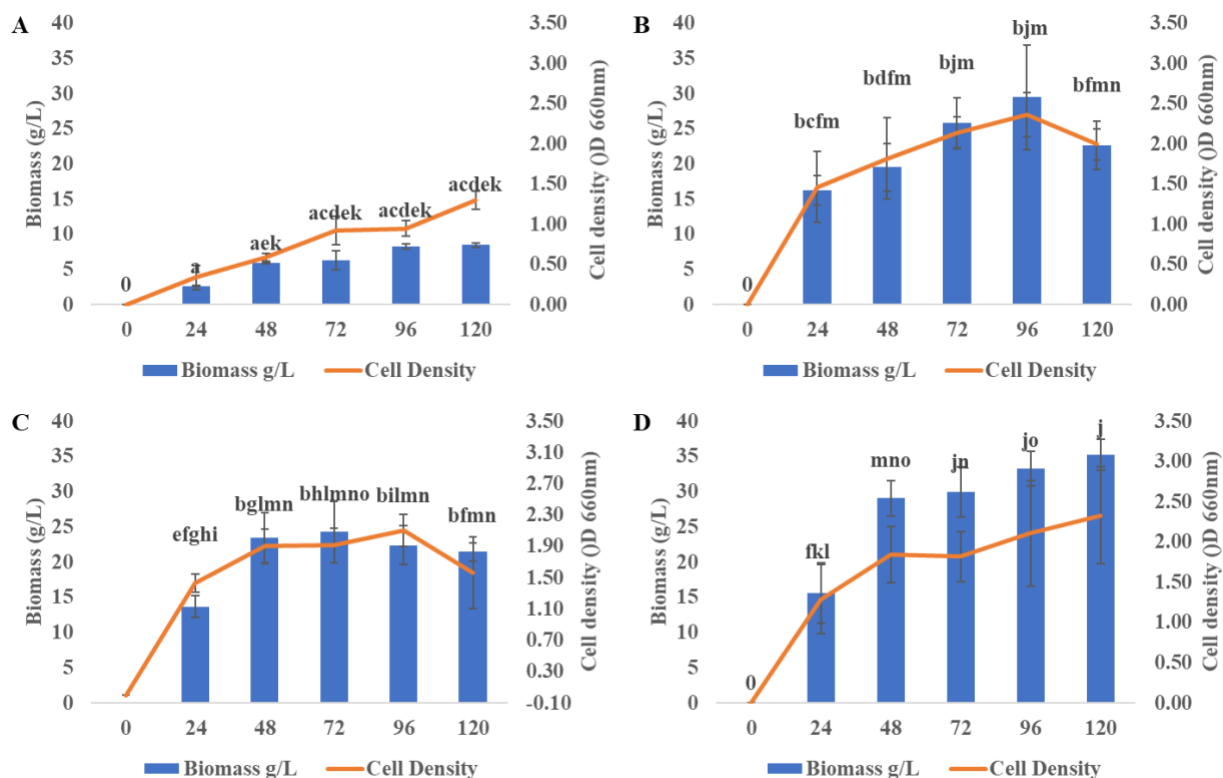 A
Biomass (g/L)
40
35
30
25
20
15
10
5
0
0
a
aek
acdek
acdek
acdek
3.50
3.00
2.50
2.00
1.50
1.00
0.50
0.00
Cell density ()D 660nm)
0 24 48 72 96 120
Biomass g/L Cell Density
B
Biomass (g/L)
40
35
30
25
20
15
10
5
0
0
bcfm
bdfm
bjm
bjm
bfmn
3.50
3.00
2.50
2.00
1.50
1.00
0.50
0.00
Cell density ()D 660nm)
0 24 48 72 96 120
Biomass g/L Cell Density
C
Biomass (g/L)
40
35
30
25
20
15
10
5
0
efghi
bglmn
bhlmno
bilmn
bfmn
3.50
3.10
2.70
2.30
1.90
1.50
1.10
0.70
0.30
-0.10
Cell density ()D 660nm)
0 24 48 72 96 120
Biomass g/L Cell Density
D
Biomass (g/L)
40
35
30
25
20
15
10
5
0
0
fkl
mno
jn
jo
j
3.50
3.00
2.50
2.00
1.50
1.00
0.50
0.00
Cell density ()D 660nm)
0 24 48 72 96 120
Biomass g/L Cell Density